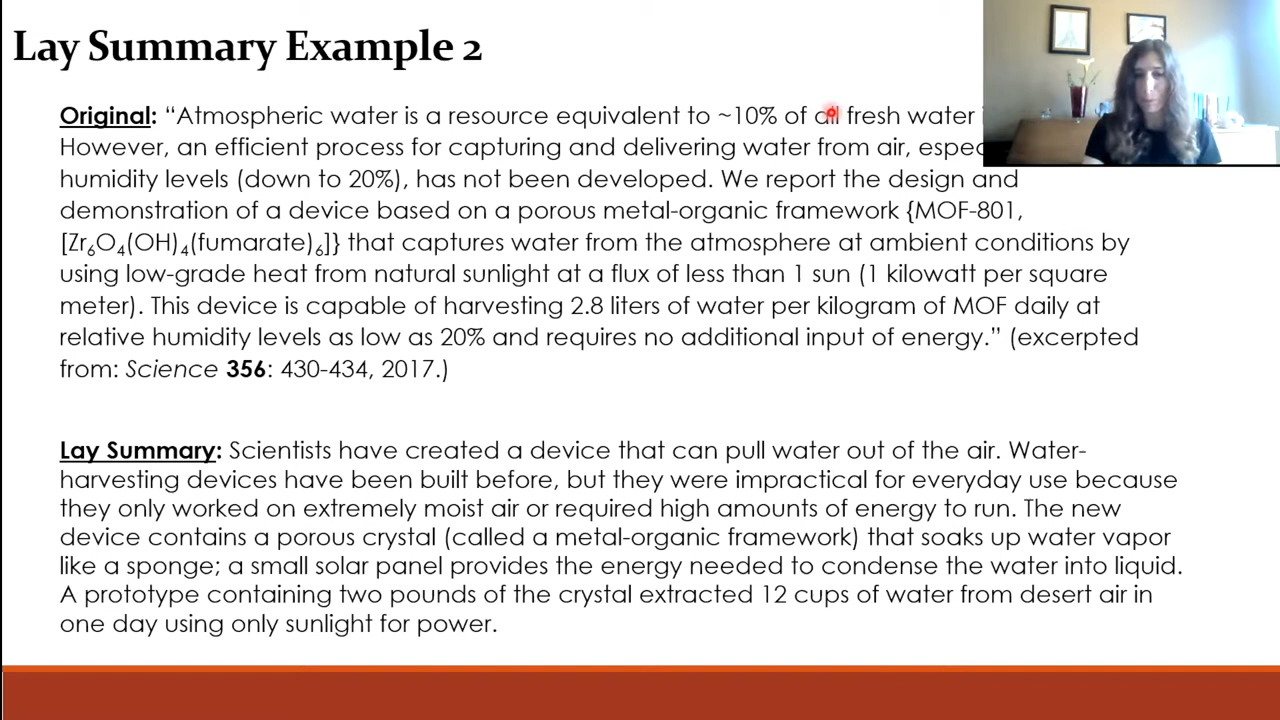 Lay Summary Example 2
Original: “Atmospheric water is a resource equivalent to ~10% of all fresh water
However, an efficient process for capturing and delivering water from air,
humidity levels (down to 20%), has not been developed. We report the design and
demonstration of a device based on a porous metal-organic framework {MOF-801,
[Zr₆O₄(OH)₄(fumarate)₆]} that captures water from the atmosphere at ambient conditions by
using low-grade heat from natural sunlight at a flux of less than 1 sun (1 kilowatt per square
meter). This device is capable of harvesting 2.8 liters of water per kilogram of MOF daily at
relative humidity levels as low as 20% and requires no additional input of energy.” (excerpted
from: Science 356: 430-434, 2017.)
Lay Summary: Scientists have created a device that can pull water out of the air. Water-
harvesting devices have been built before, but they were impractical for everyday use because
they only worked on extremely moist air or required high amounts of energy to run. The new
device contains a porous crystal (called a metal-organic framework) that soaks up water vapor
like a sponge; a small solar panel provides the energy needed to condense the water into liquid.
A prototype containing two pounds of the crystal extracted 12 cups of water from desert air in
one day using only sunlight for power.